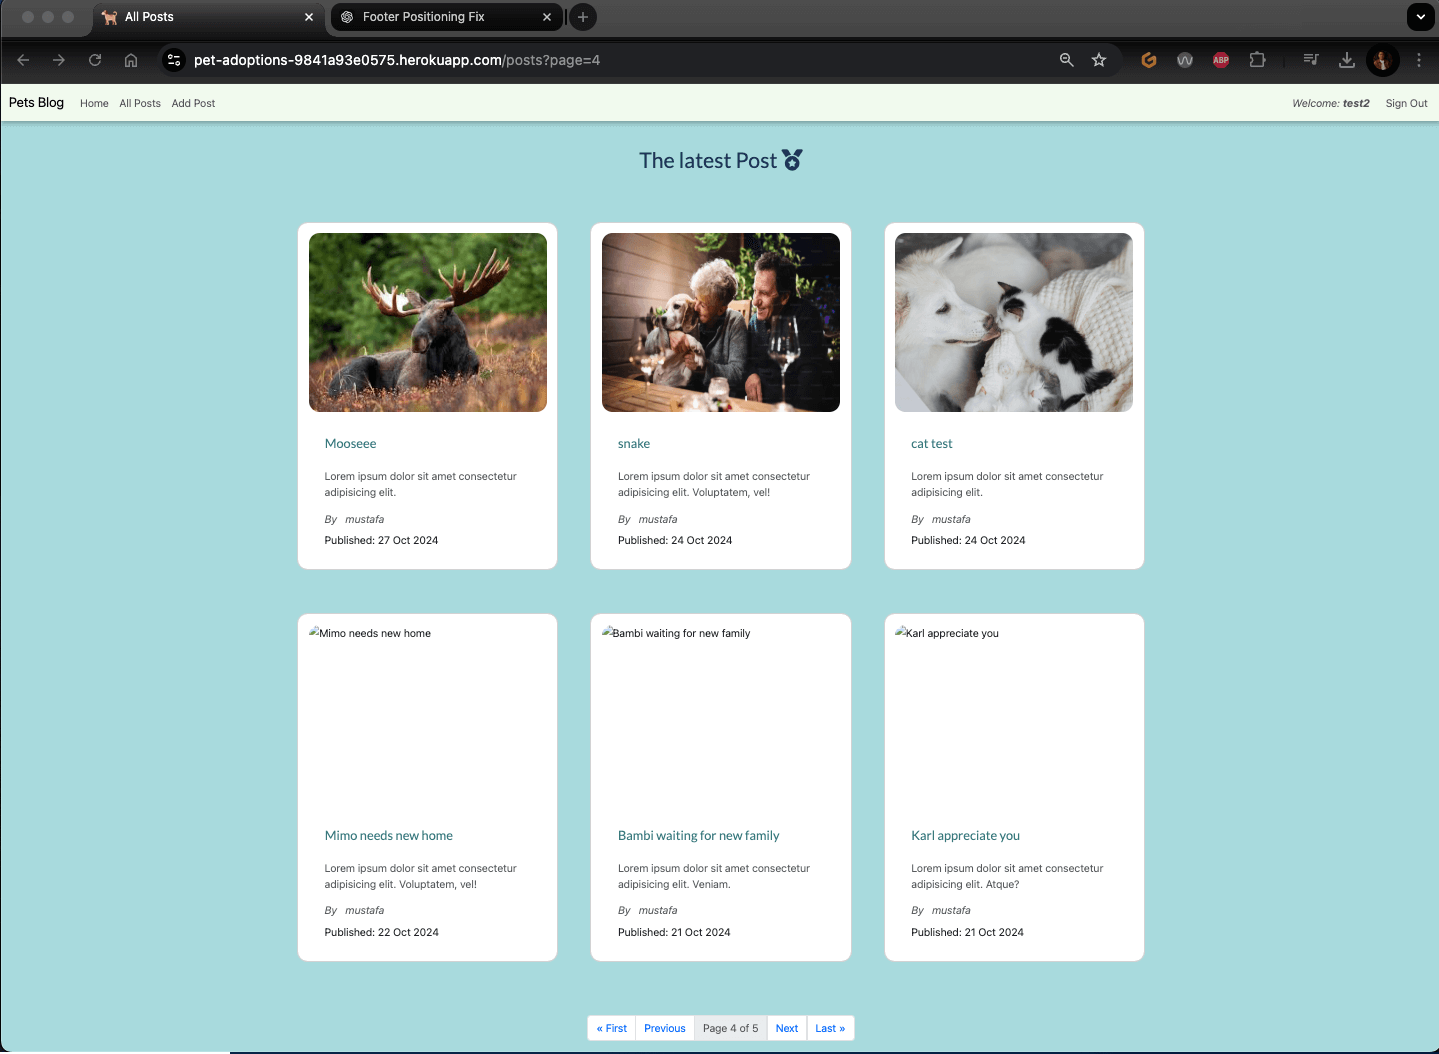 All Posts
Footer Positioning Fix
pet-adoptions-9841a93e0575.herokuapp.com/posts?page=4
ABP
Pets Blog Home All Posts Add Post Welcome: test2 Sign Out
The latest Post
Mooseee
Lorem ipsum dolor sit amet consectetur
adipisicing elit.
By mustafa
Published: 27 Oct 2024
snake
Lorem ipsum dolor sit amet consectetur
adipisicing elit. Voluptatem, vel!
By mustafa
Published: 24 Oct 2024
cat test
Lorem ipsum dolor sit amet consectetur
adipisicing elit.
By mustafa
Published: 24 Oct 2024
Mimo needs new home
Mimo needs new home
Lorem ipsum dolor sit amet consectetur
adipisicing elit. Voluptatem, vel!
By mustafa
Published: 22 Oct 2024
Bambi waiting for new family
Bambi waiting for new family
Lorem ipsum dolor sit amet consectetur
adipisicing elit. Veniam.
By mustafa
Published: 21 Oct 2024
Karl appreciate you
Karl appreciate you
Lorem ipsum dolor sit amet consectetur
adipisicing elit. Atque?
By mustafa
Published: 21 Oct 2024
« First Previous Page 4 of 5 Next Last »